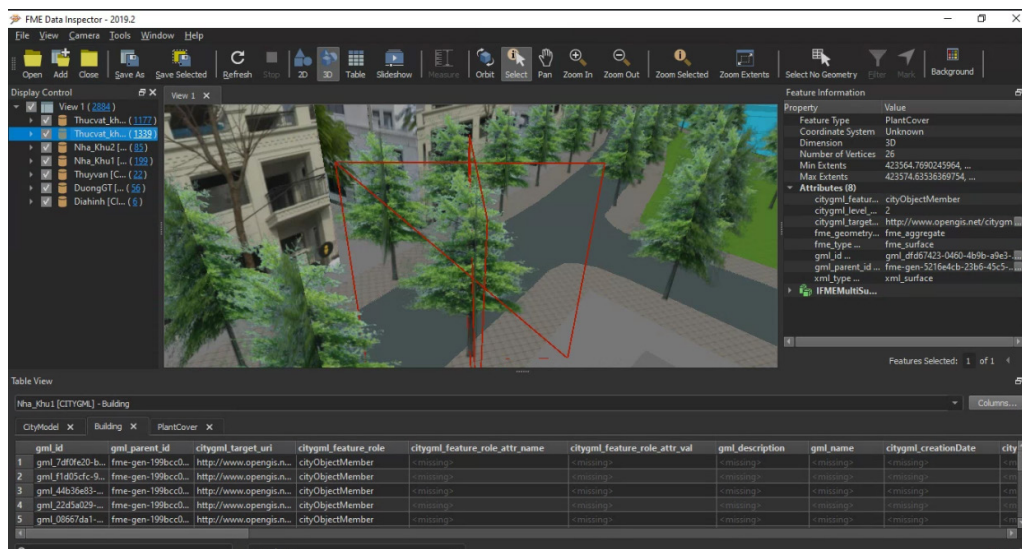 FME Data Inspector - 2019.2
File View Camera Tools Window Help
Open Add Close Save As Save Selected Refresh Stop 2D 3D Table Slideshow Measure Orbit Select Pan Zoom In Zoom Out Zoom Selected Zoom Extents Select No Geometry Filter Mark Background
Display Control
View 1 (2884)
Thucvat_kh... (1177)
Thucvat_kh... (1339)
Nha_Khu2 [... (85)
Nha_Khu1 [... (199)
Thuyvan [C... (22)
DuongGT [... (56)
Diahinh [Cl... (6)
View 1
Feature Information
Property Value
Feature Type PlantCover
Coordinate System Unknown
Dimension 3D
Number of Vertices 26
Min Extents 423564.7690245964, ...
Max Extents 423574.63536369754, ...
Attributes (8)
citygml_featur... cityObjectMember
citygml_level_... 2
citygml_target... http://www.opengis.net/citygm
fme_geometry... fme_aggregate
fme_type ... fme_surface
gml_id ... gml_dfd67423-0460-4b9b-a9e3-...
gml_parent_id ... fme-gen-5216e4cb-23b6-45c5-...
xml_type ... xml_surface
IFMEMultiSu...
Features Selected: 1 of 1
Table View
Nha_Khu1 [CITYGML] - Building
Columns...
CityModel Building PlantCover
gml_id gml_parent_id citygml_target_uri citygml_feature_role citygml_feature_role_attr_name citygml_feature_role_attr_val gml_description gml_name citygml_creationDate city
1 gml_7df0fe20-b... fme-gen-199bcc0... http://www.opengis.n... cityObjectMember <missing> <missing> <missing> <missing> <missing>
2 gml_f1d05cfc-9... fme-gen-199bcc0... http://www.opengis.n... cityObjectMember <missing> <missing> <missing> <missing> <missing>
3 gml_44b36e83-... fme-gen-199bcc0... http://www.opengis.n... cityObjectMember <missing> <missing> <missing> <missing> <missing>
4 gml_22d5a029-... fme-gen-199bcc0... http://www.opengis.n... cityObjectMember <missing> <missing> <missing> <missing> <missing>
5 gml_08667da1-... fme-gen-199bcc0... http://www.opengis.n... cityObjectMember <missing> <missing> <missing> <missing> <missing>